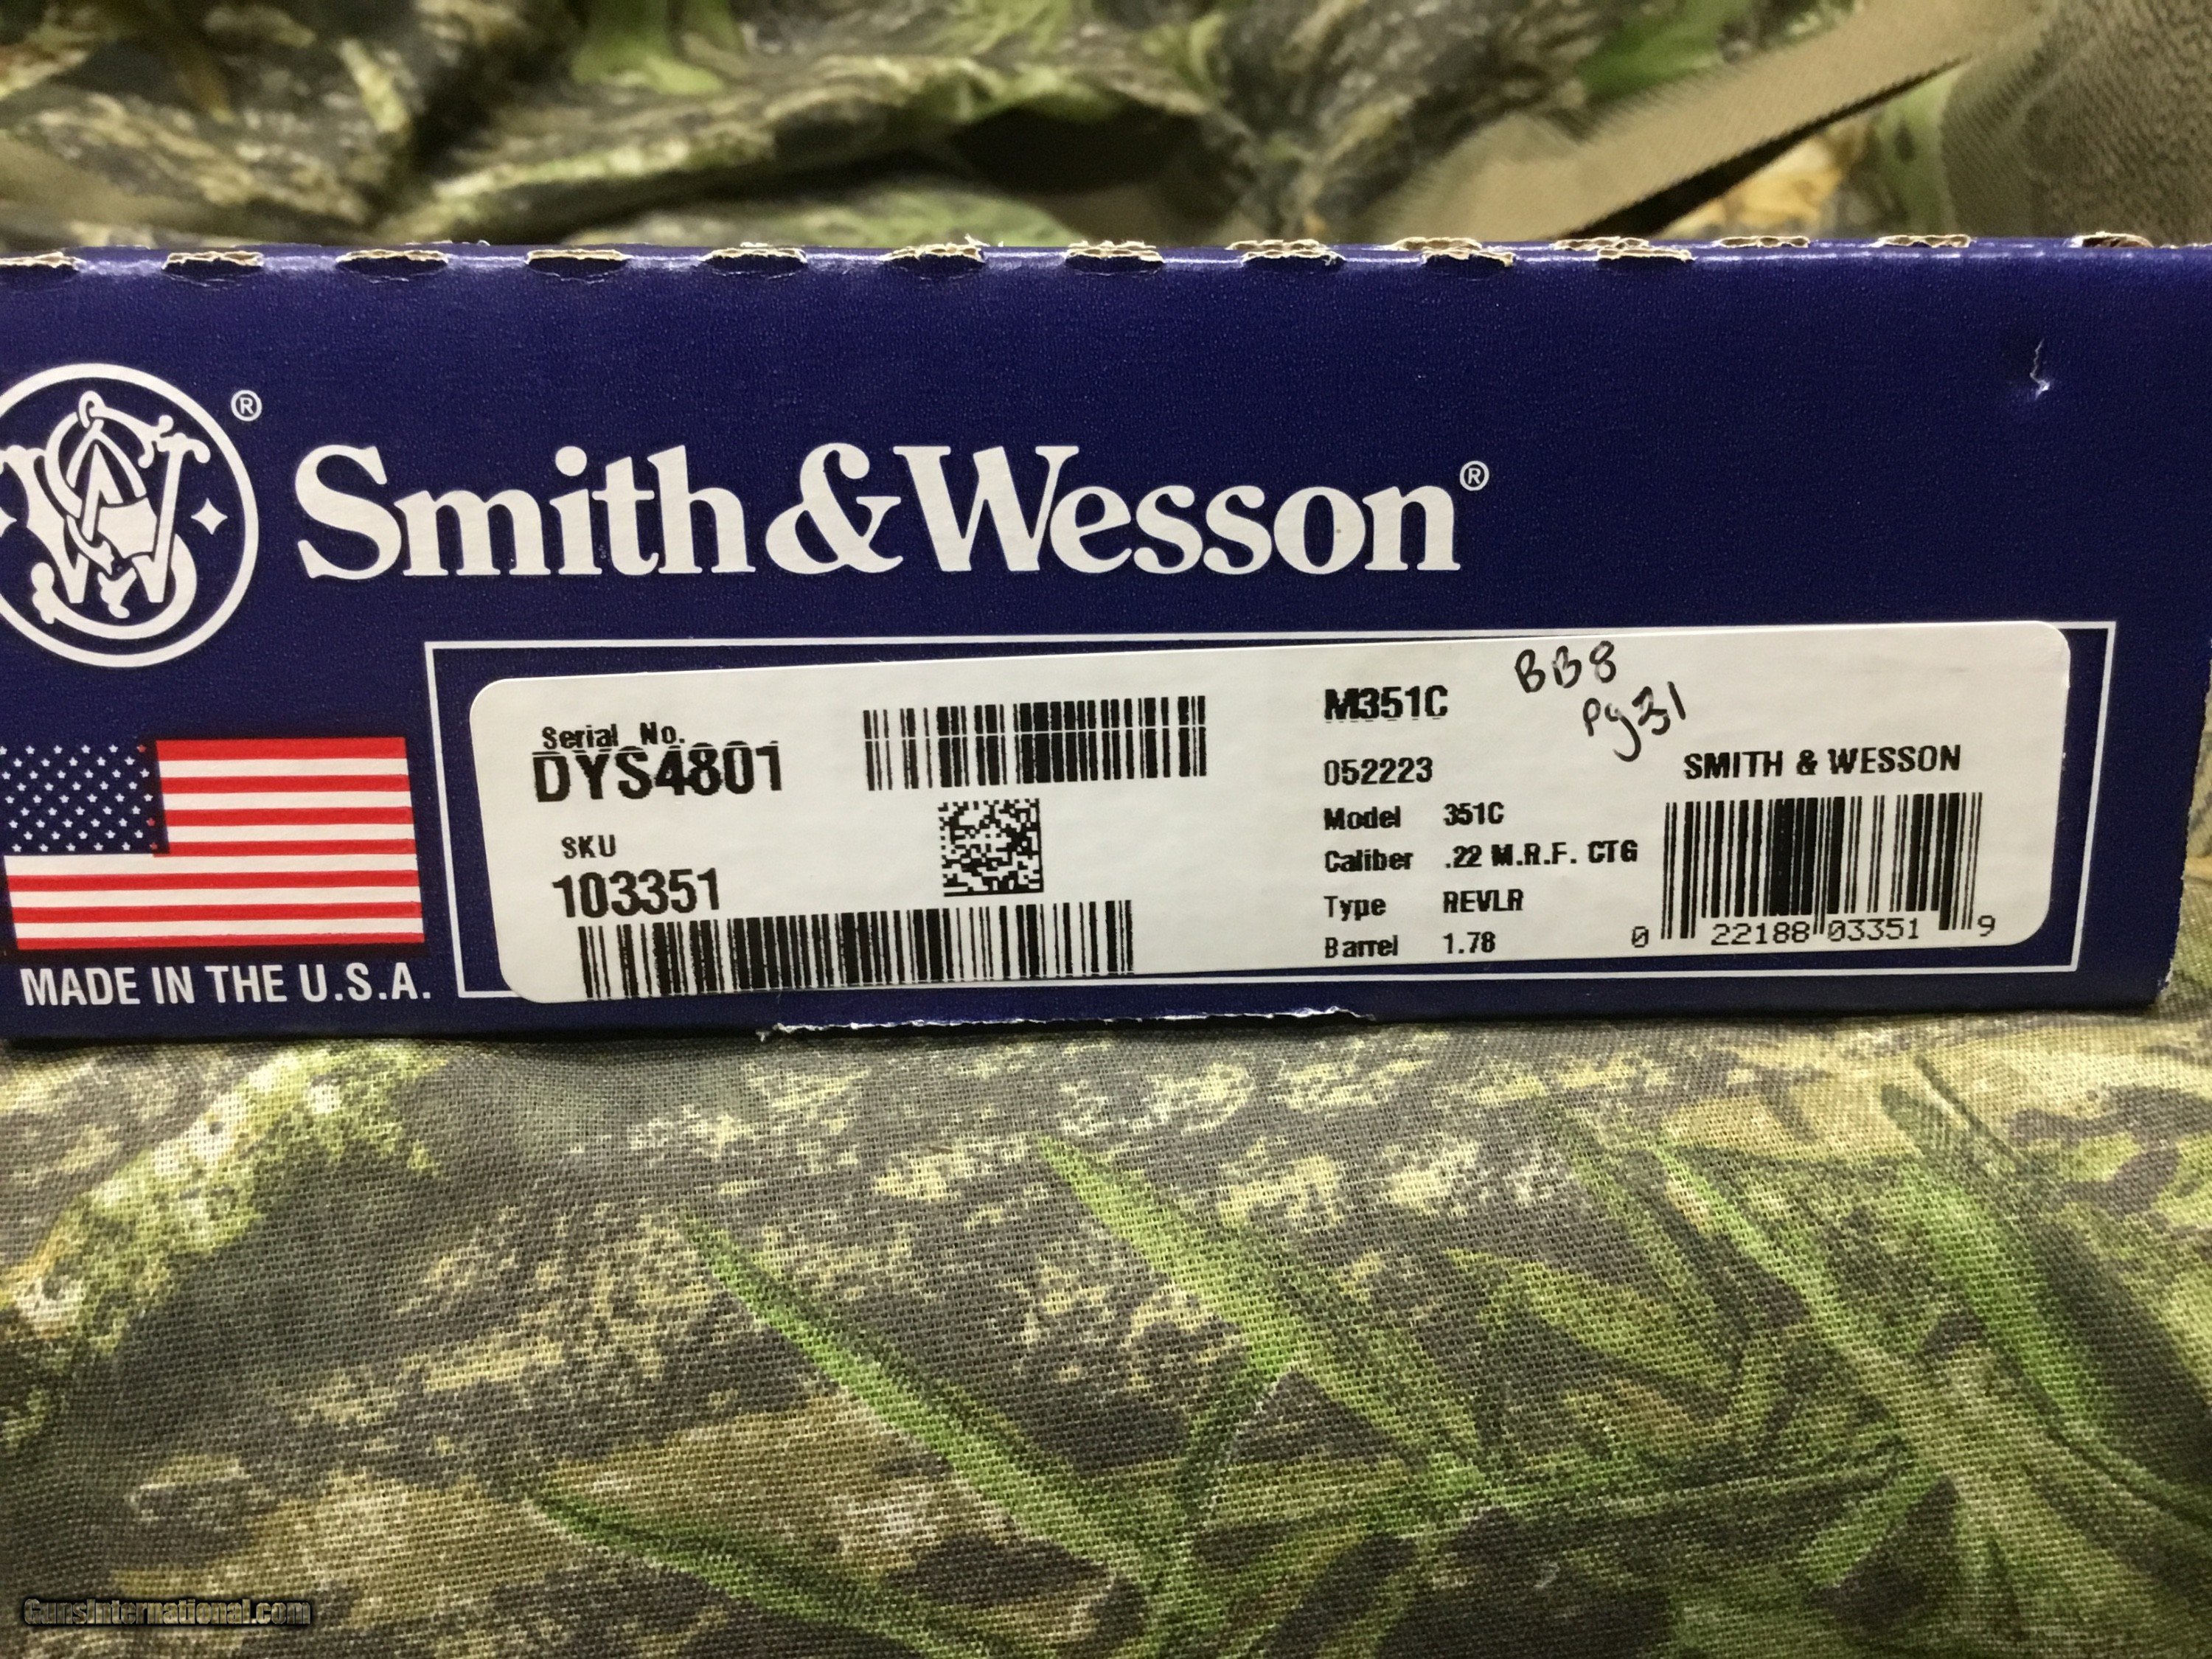 ®
Smith & Wesson®
MADE IN THE U.S.A.
Serial No.
DYS4801
SKU
103351
M351C
BB8
pg31
052223
Model 351C
Caliber .22 M.R.F. CTG
Type REVLR
Barrel 1.78
SMITH & WESSON
0 22188 03351 9
GunsInternational.com